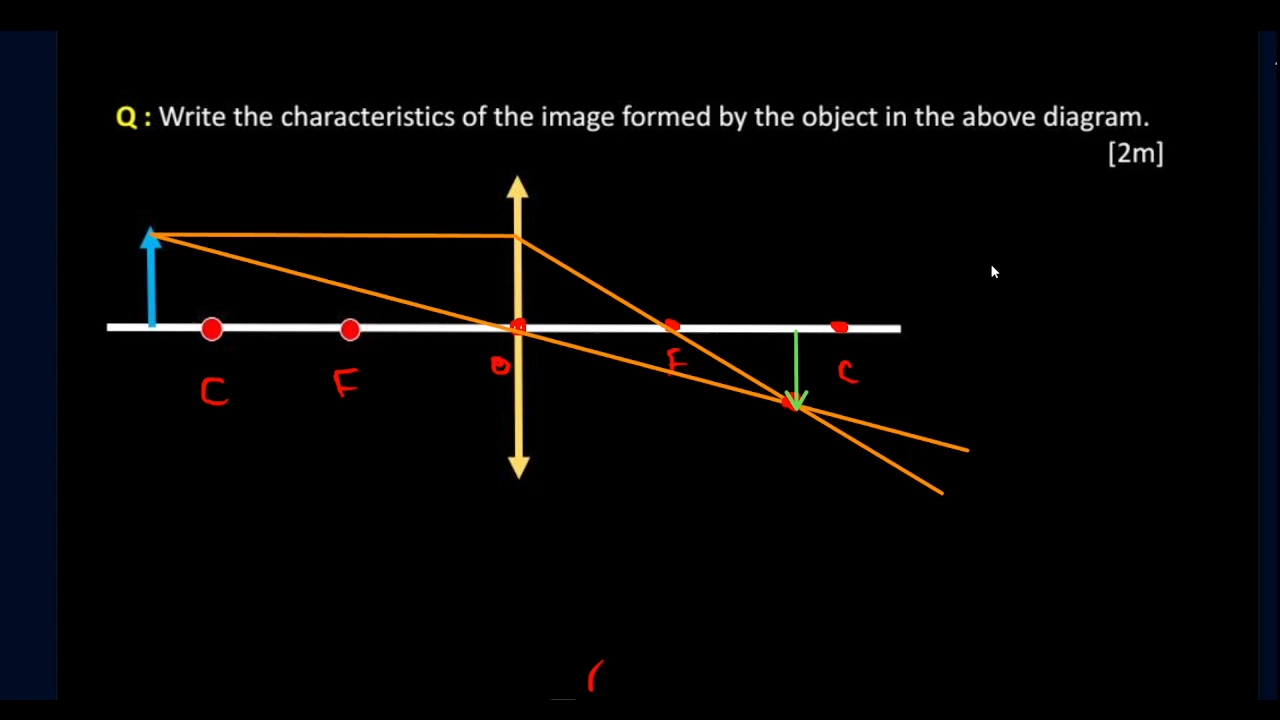 Q : Write the characteristics of the image formed by the object in the above diagram.
[2m]
C F O F C
(